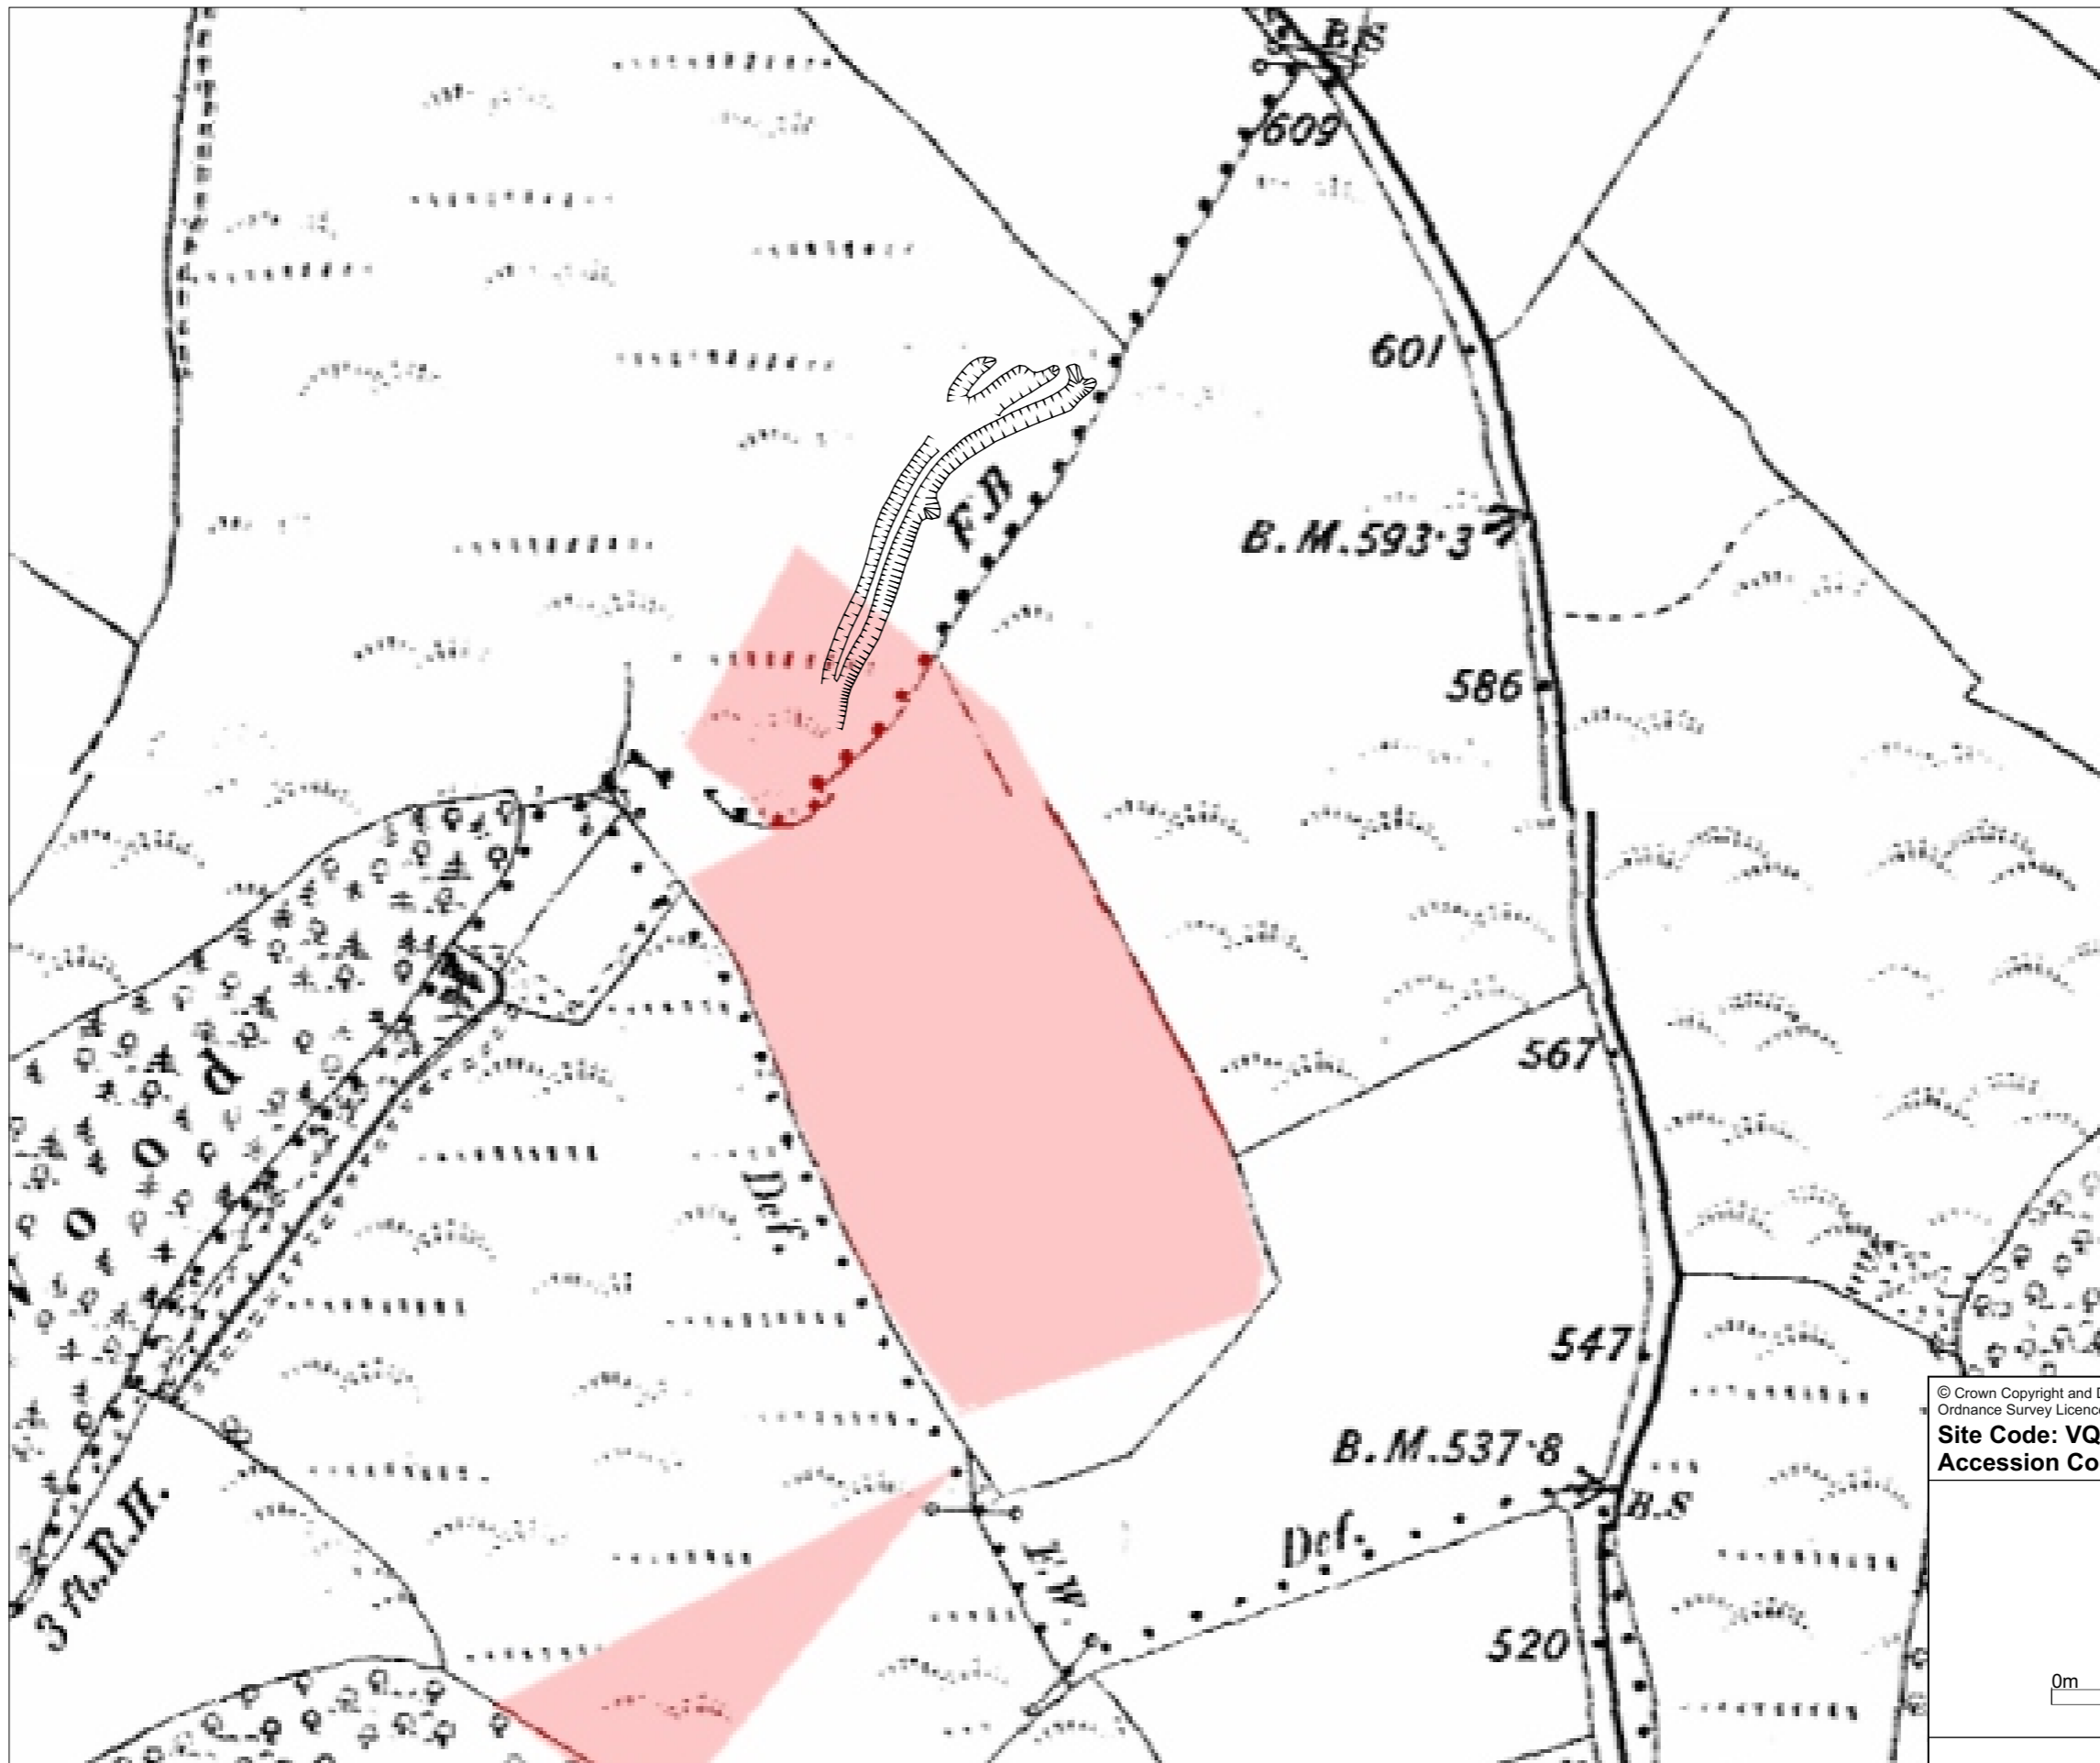 B.S
609
601
F.B
B.M.593·3
586
567
Def.
W o o d
547
B.M.537·8
B.S
Def.
3 ft.R.H.
F.W.
520
© Crown Copyright and
Ordnance Survey Licenc
Site Code: VQ
Accession Co
0m